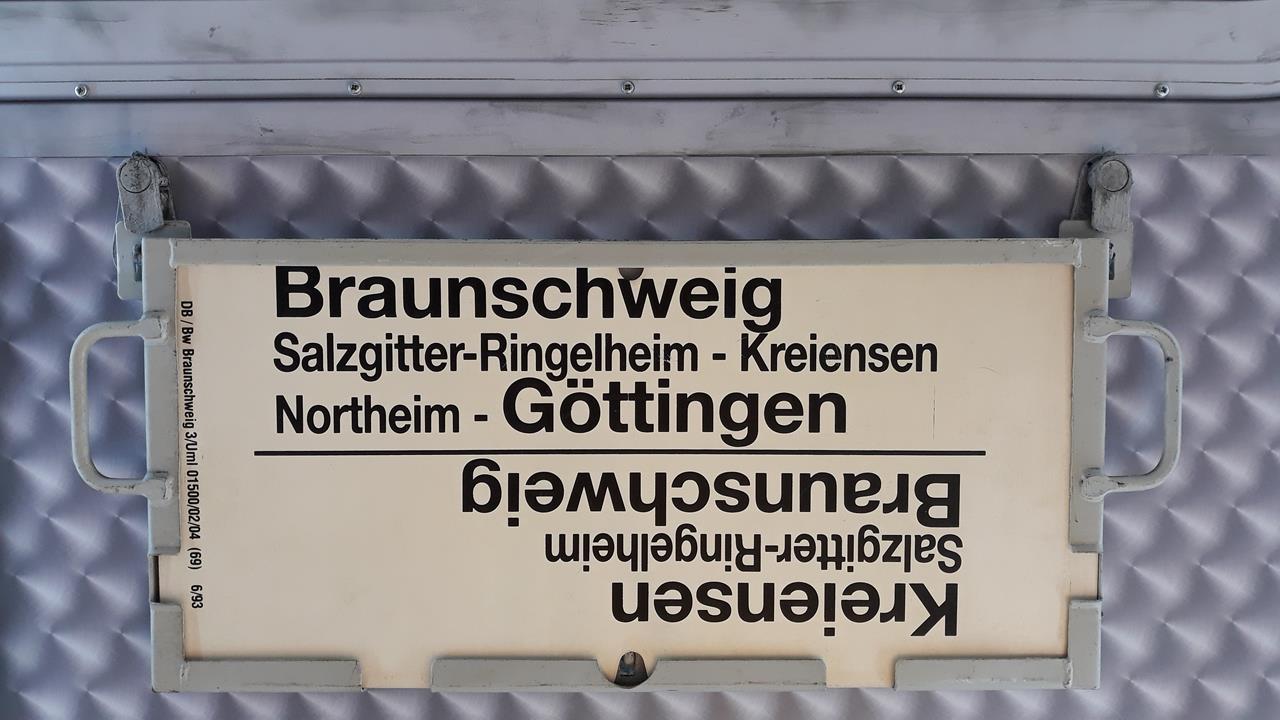 Braunschweig
Salzgitter-Ringelheim - Kreiensen
Northeim - Göttingen
Kreiensen
Salzgitter-Ringelheim
Braunschweig
DB / Bw Braunschweig 3/Uml 01500/02/04 (69) 6/93